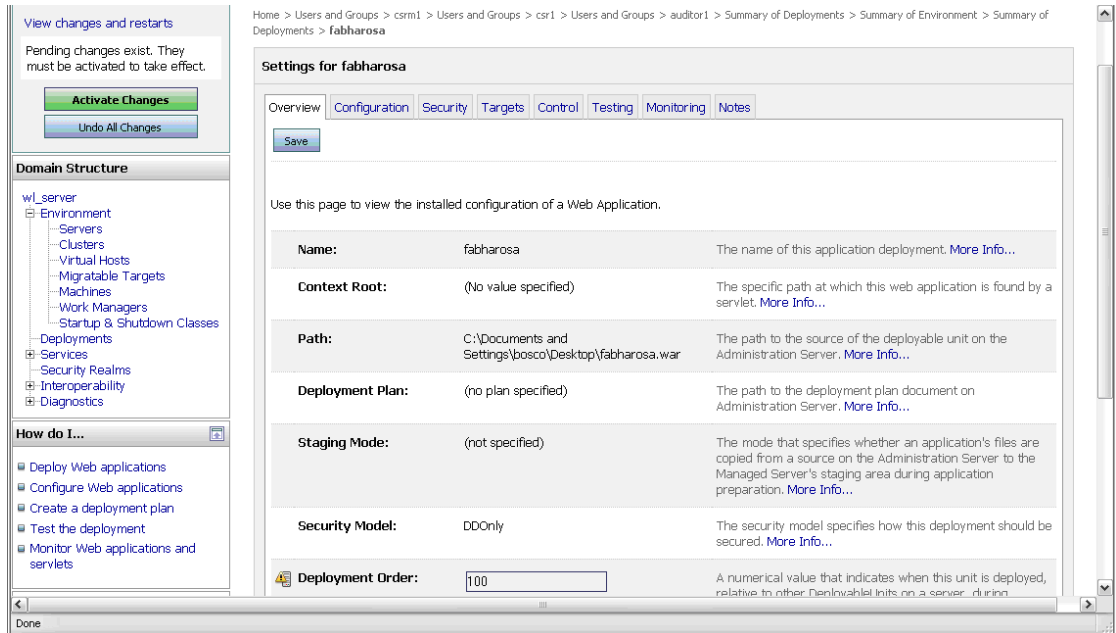 View changes and restarts
Pending changes exist. They
must be activated to take effect.
Activate Changes
Undo All Changes
Domain Structure
wl_server
Environment
Servers
Clusters
Virtual Hosts
Migratable Targets
Machines
Work Managers
Startup & Shutdown Classes
Deployments
Services
Security Realms
Interoperability
Diagnostics
How do I...
Deploy Web applications
Configure Web applications
Create a deployment plan
Test the deployment
Monitor Web applications and
servlets
Home > Users and Groups > csrm1 > Users and Groups > csr1 > Users and Groups > auditor1 > Summary of Deployments > Summary of Environment > Summary of
Deployments > fabharosa
Settings for fabharosa
Overview Configuration Security Targets Control Testing Monitoring Notes
Save
Use this page to view the installed configuration of a Web Application.
Name: fabharosa The name of this application deployment. More Info...
Context Root: (No value specified) The specific path at which this web application is found by a
servlet. More Info...
Path: C:\Documents and The path to the source of the deployable unit on the
Settings\bosco\Desktop\fabharosa.war Administration Server. More Info...
Deployment Plan: (no plan specified) The path to the deployment plan document on
Administration Server. More Info...
Staging Mode: (not specified) The mode that specifies whether an application's files are
copied from a source on the Administration Server to the
Managed Server's staging area during application
preparation. More Info...
Security Model: DDOnly The security model specifies how this deployment should be
secured. More Info...
Deployment Order: 100 A numerical value that indicates when this unit is deployed,
relative to other DeployableUnits on a server, during
Done